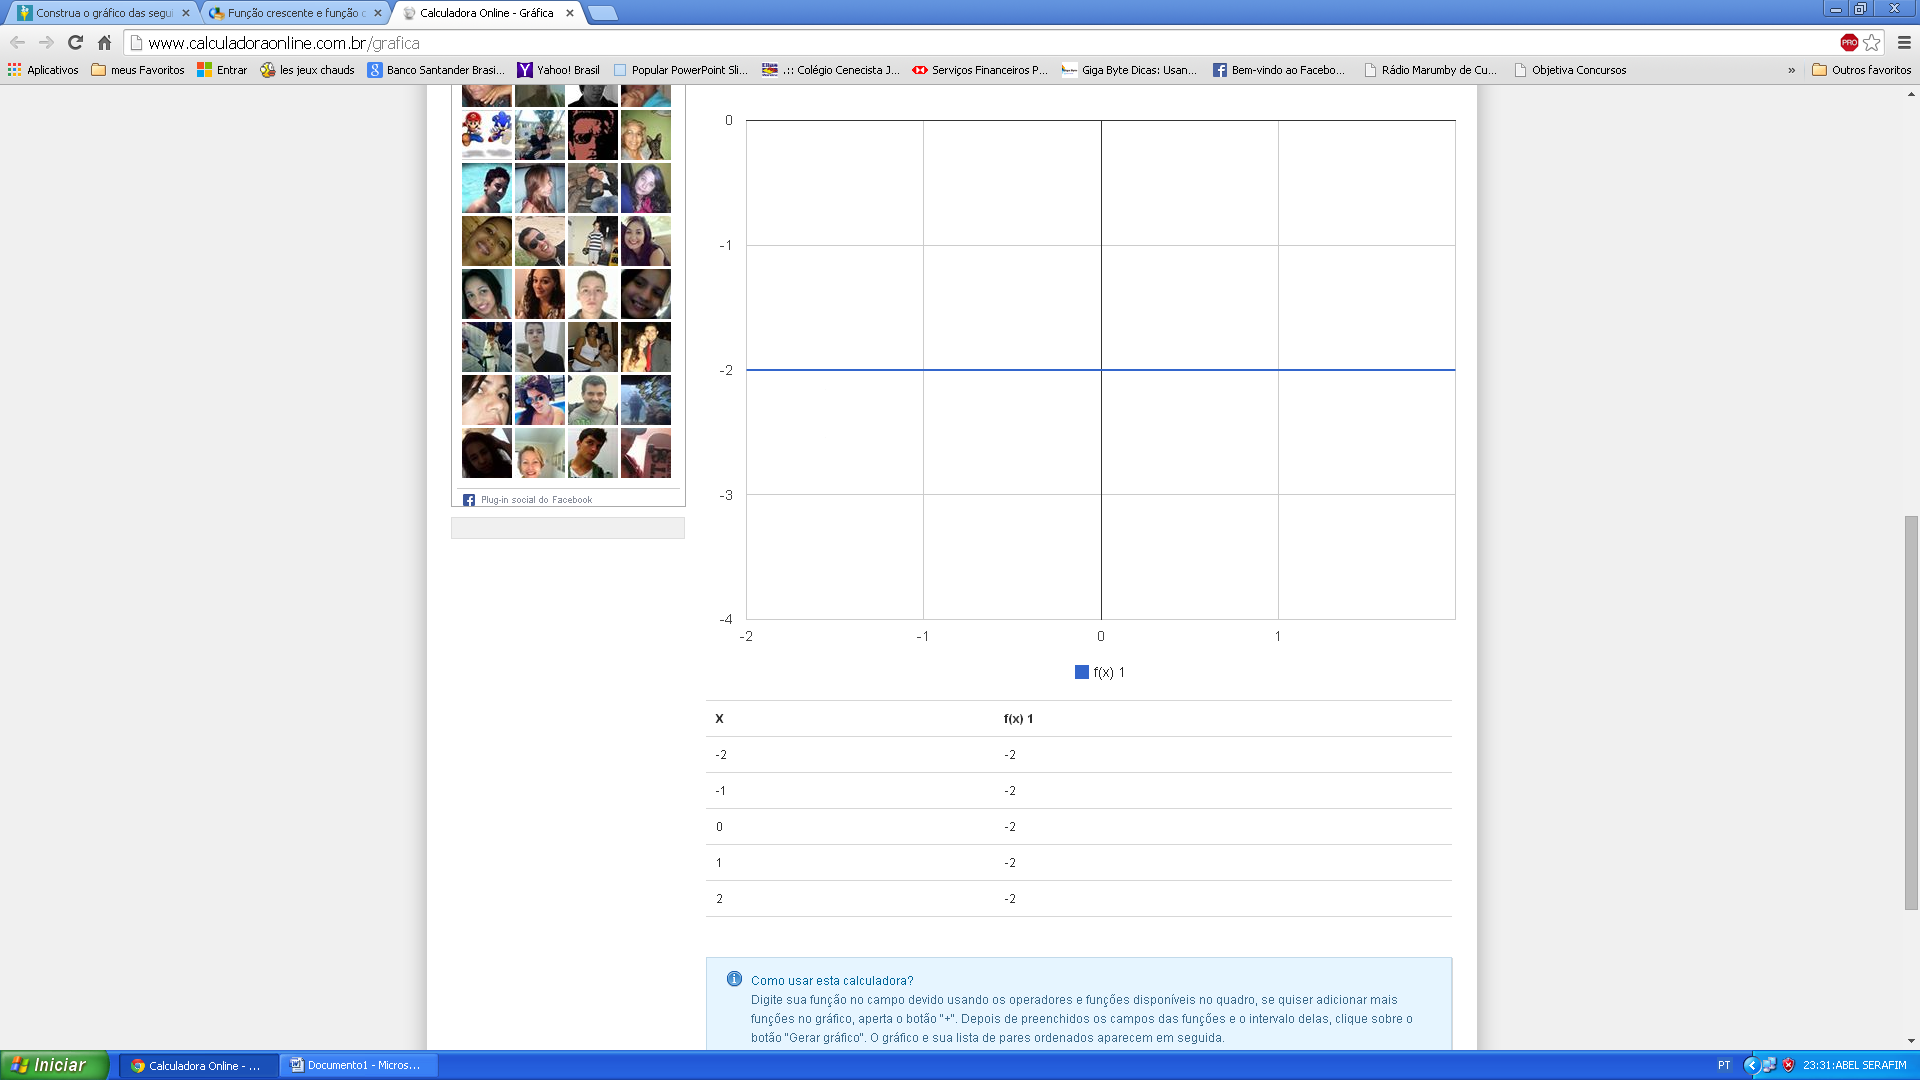 Construa o gráfico das segui
Função crescente e função c
Calculadora Online - Gráfica
www.calculadoraonline.com.br/grafica
PRO
Aplicativos
meus Favoritos
Entrar
les jeux chauds
Banco Santander Brasi...
Yahoo! Brasil
Popular PowerPoint Sli...
.:: Colégio Cenecista J...
Serviços Financeiros P...
Giga Byte Dicas: Usan...
Bem-vindo ao Facebo...
Rádio Marumby de Cu...
Objetiva Concursos
»
Outros favoritos
Plug-in social do Facebook
0
-1
-2
-3
-4
-2 -1 0 1
f(x) 1
X f(x) 1
-2 -2
-1 -2
0 -2
1 -2
2 -2
Como usar esta calculadora?
Digite sua função no campo devido usando os operadores e funções disponíveis no quadro, se quiser adicionar mais
funções no gráfico, aperta o botão "+". Depois de preenchidos os campos das funções e o intervalo delas, clique sobre o
botão "Gerar gráfico". O gráfico e sua lista de pares ordenados aparecem em seguida.
Iniciar
Calculadora Online - ...
Documento1 - Micros...
PT
23:31:ABEL SERAFIM